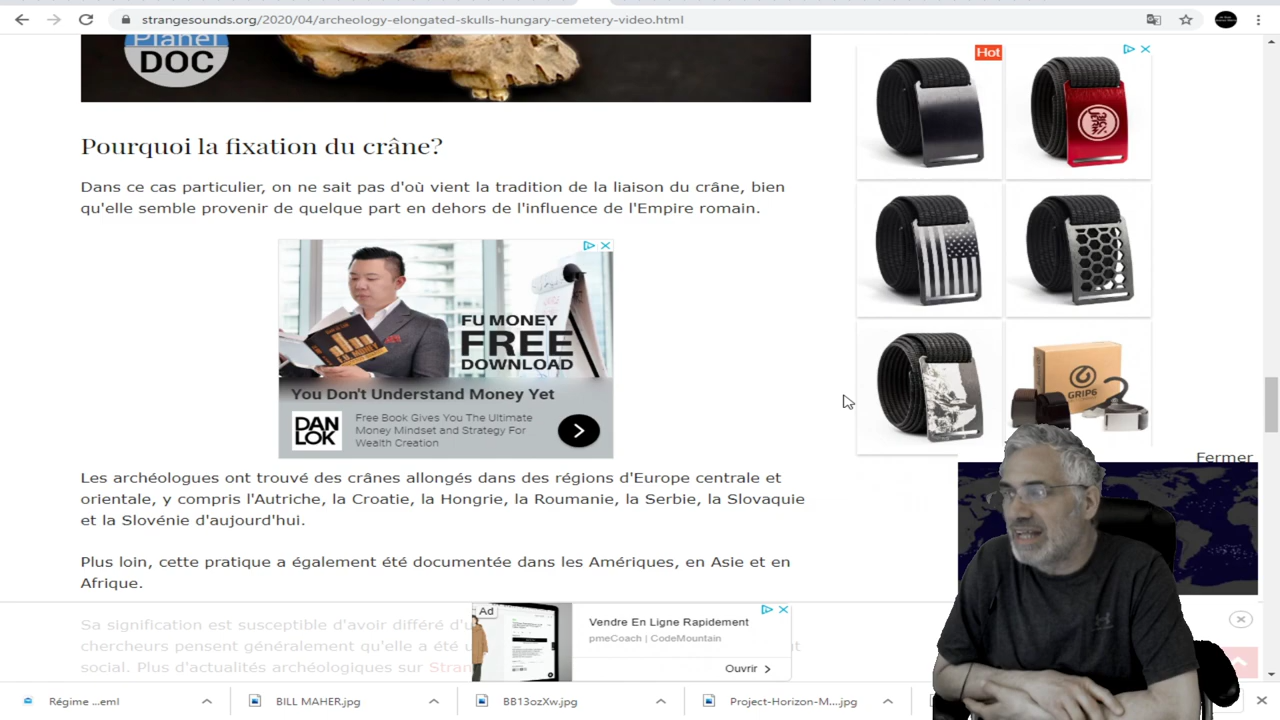 strangesounds.org/2020/04/archeology-elongated-skulls-hungary-cemetery-video.html
Planet
DOC
Hot
Pourquoi la fixation du crâne?
Dans ce cas particulier, on ne sait pas d'où vient la tradition de la liaison du crâne, bien
qu'elle semble provenir de quelque part en dehors de l'influence de l'Empire romain.
FU MONEY
FREE
DOWNLOAD
You Don't Understand Money Yet
DAN
LOK
Free Book Gives You The Ultimate
Money Mindset and Strategy For
Wealth Creation
GRIP6
Fermer
Les archéologues ont trouvé des crânes allongés dans des régions d'Europe centrale et
orientale, y compris l'Autriche, la Croatie, la Hongrie, la Roumanie, la Serbie, la Slovaquie
et la Slovénie d'aujourd'hui.
Plus loin, cette pratique a également été documentée dans les Amériques, en Asie et en
Afrique.
Sa signification est susceptible d'avoir différé d'u
chercheurs pensent généralement qu'elle a été u
social. Plus d'actualités archéologiques sur Stran
Ad
Vendre En Ligne Rapidement
pmeCoach | CodeMountain
Ouvrir
Régime ...eml
BILL MAHER.jpg
BB13ozXw.jpg
Project-Horizon-M....jpg